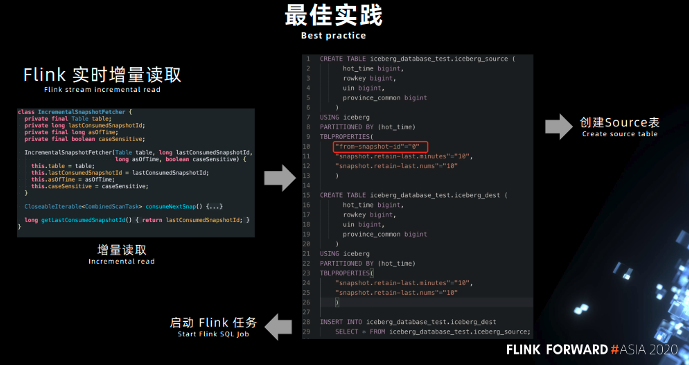 最佳实践
Best practice
Flink 实时增量读取
Flink stream incremental read
class IncrementalSnapshotFetcher {
private final Table table;
private long lastConsumedSnapshotId;
private final long asOfTime;
private final boolean caseSensitive;
IncrementalSnapshotFetcher(Table table, long lastConsumedSnapshotId,
long asOfTime, boolean caseSensitive) {
this.table = table;
this.lastConsumedSnapshotId = lastConsumedSnapshotId;
this.asOfTime = asOfTime;
this.caseSensitive = caseSensitive;
}
CloseableIterable<CombinedScanTask> consumeNextSnap() {...}
long getLastConsumedSnapshotId() { return lastConsumedSnapshotId; }
}
增量读取
Incremental read
1 CREATE TABLE iceberg_database_test.iceberg_source (
2 hot_time bigint,
3 rowkey bigint,
4 uin bigint,
5 province_common bigint
6 )
7 USING iceberg
8 PARTITIONED BY (hot_time)
9 TBLPROPERTIES(
10 "from-snapshot-id"="0"
11 "snapshot.retain-last.minutes"="10",
12 "snapshot.retain-last.nums"="10"
13 )
14
15 CREATE TABLE iceberg_database_test.iceberg_dest (
16 hot_time bigint,
17 rowkey bigint,
18 uin bigint,
19 province_common bigint
20 )
21 USING iceberg
22 PARTITIONED BY (hot_time)
23 TBLPROPERTIES(
24 "snapshot.retain-last.minutes"="10",
25 "snapshot.retain-last.nums"="10"
26 )
27
28 INSERT INTO iceberg_database_test.iceberg_dest
29 SELECT * FROM iceberg_database_test.iceberg_source;
创建Source表
Create source table
启动 Flink 任务
Start Flink SQL Job
FLINK FORWARD #ASIA 2020